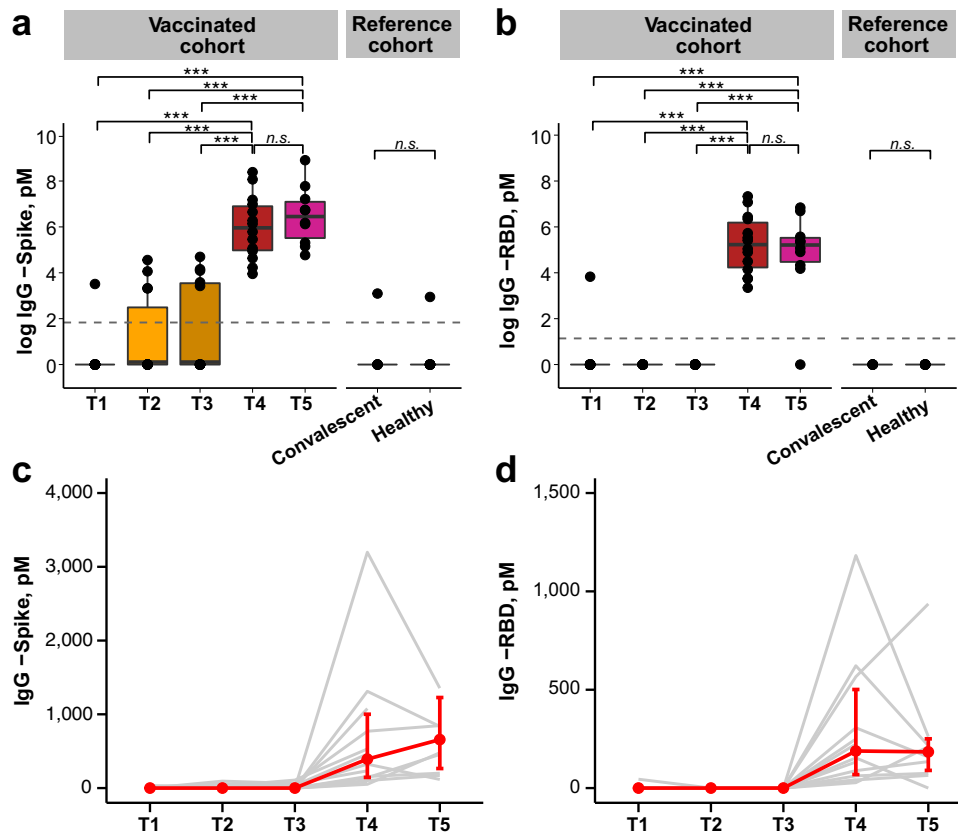 a
Vaccinated
cohort
Reference
cohort
***
***
***
***
***
***
n.s.
n.s.
log IgG −Spike, pM
10
8
6
4
2
0
T1
T2
T3
T4
T5
Convalescent
Healthy
b
Vaccinated
cohort
Reference
cohort
***
***
***
***
***
***
n.s.
n.s.
log IgG −RBD, pM
10
8
6
4
2
0
T1
T2
T3
T4
T5
Convalescent
Healthy
c
IgG −Spike, pM
4,000
3,000
2,000
1,000
0
T1
T2
T3
T4
T5
d
IgG −RBD, pM
1,500
1,000
500
0
T1
T2
T3
T4
T5